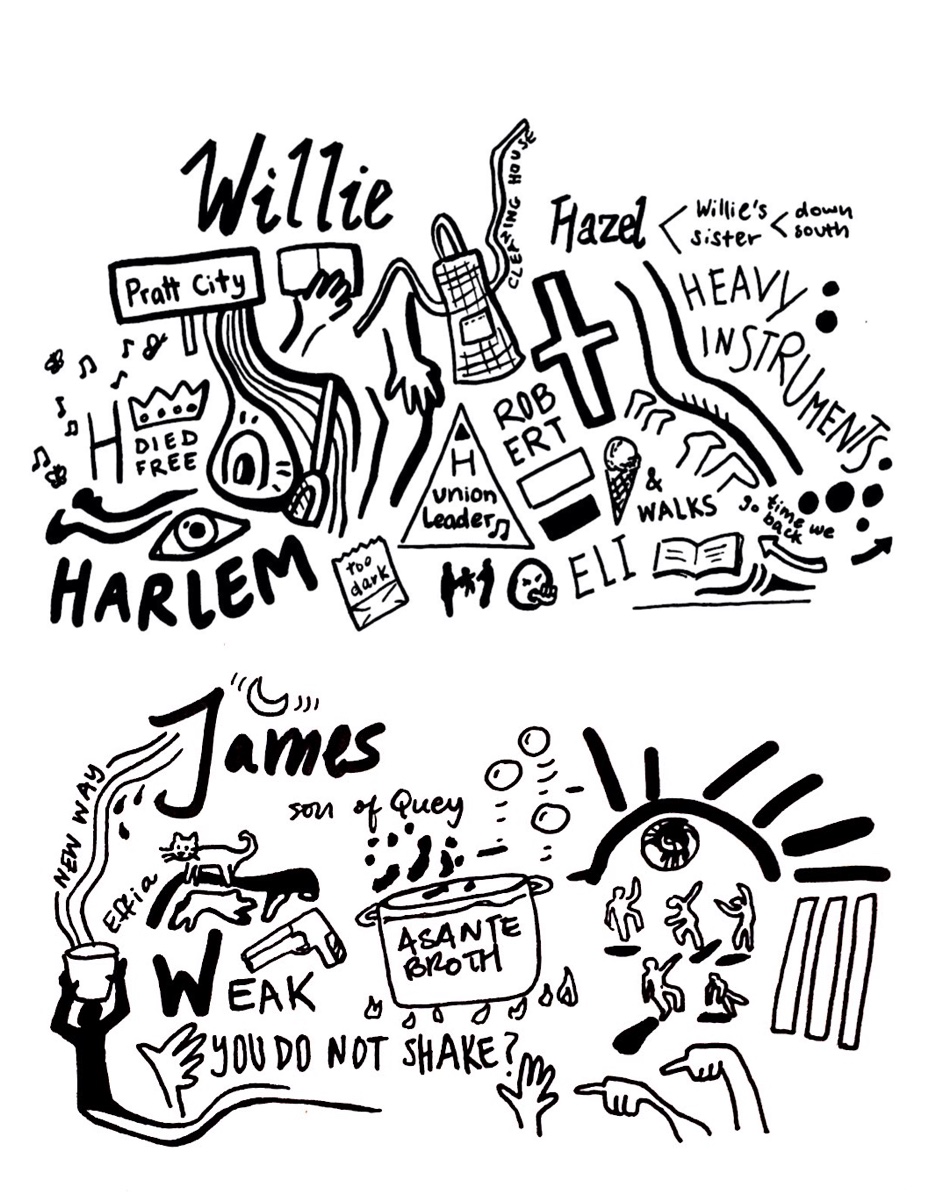 Willie
CLEANING HOUSE
Hazel
Willie's
sister
down
south
Pratt City
HEAVY
INSTRUMENTS
H
DIED
FREE
ROB
ERT
H
union
leader
&
WALKS
time we
go back
HARLEM
too
dark
ELI
James
NEW WAY
son of Quey
Effia
ASANTE
BROTH
WEAK
YOU DO NOT SHAKE?